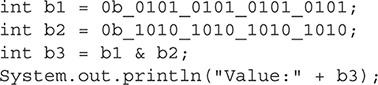 int b1 = 0b_0101_0101_0101_0101;
int b2 = 0b_1010_1010_1010_1010;
int b3 = b1 & b2;
System.out.println("Value:" + b3);